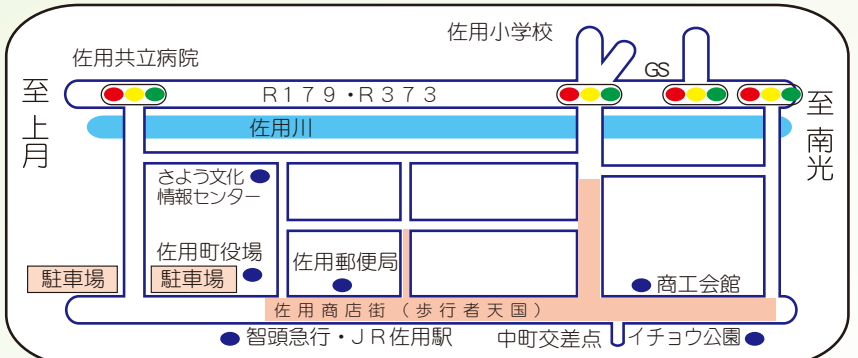 佐用小学校
佐用共立病院
GS
至上月
R179・R373
至南光
佐用川
さよう文化
情報センター
佐用町役場
佐用郵便局
駐車場
駐車場
商工会館
佐用商店街(歩行者天国)
智頭急行・JR佐用駅
中町交差点
イチョウ公園